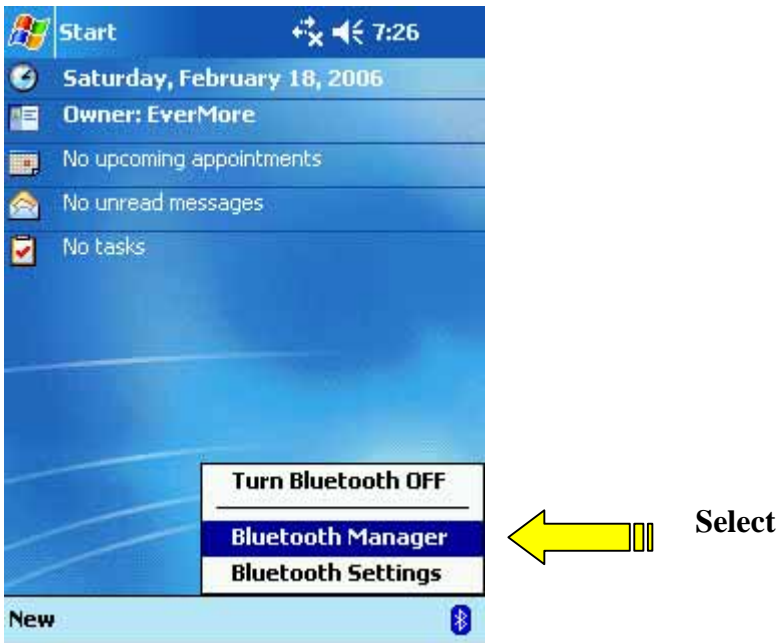 Start 7:26
Saturday, February 18, 2006
Owner: EverMore
No upcoming appointments
No unread messages
No tasks
Turn Bluetooth OFF
Bluetooth Manager
Select
Bluetooth Settings
New